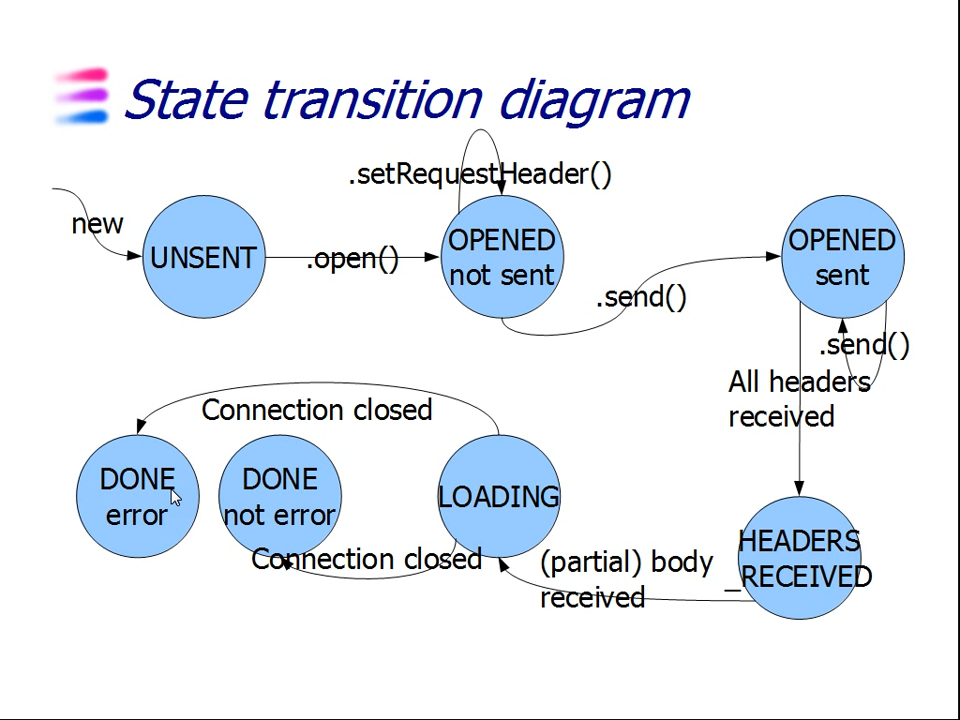 State transition diagram
.setRequestHeader()
new
UNSENT
.open()
OPENED
not sent
.send()
OPENED
sent
.send()
All headers
received
Connection closed
DONE
error
DONE
not error
LOADING
Connection closed
(partial) body
received
HEADERS
_RECEIVED